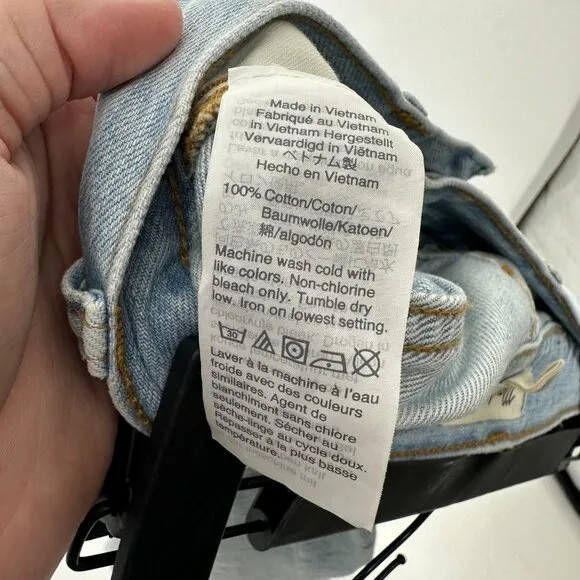 Made in Vietnam
Fabriqué au Vietnam
in Vietnam Hergestellt
Vervaardigd in Viëtnam
ベトナム製
Hecho en Vietnam
100% Cotton/Coton/
Baumwolle/Katoen/
綿/algodón
Machine wash cold with
like colors. Non-chlorine
bleach only. Tumble dry
low. Iron on lowest setting.
30
Laver à la machine à l'eau
froide avec des couleurs
similaires. Agent de
blanchiment sans chlore
seulement. Sécher au
sèche-linge au cycle doux.
Repasser à la plus basse
température.